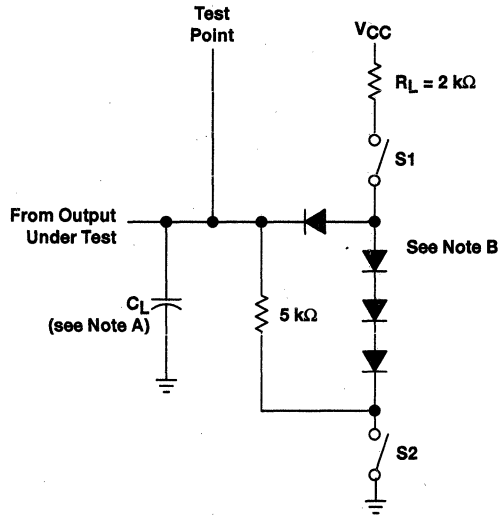 Test
Point
VCC
RL = 2 kΩ
S1
From Output
Under Test
See Note B
CL
(see Note A)
5 kΩ
S2